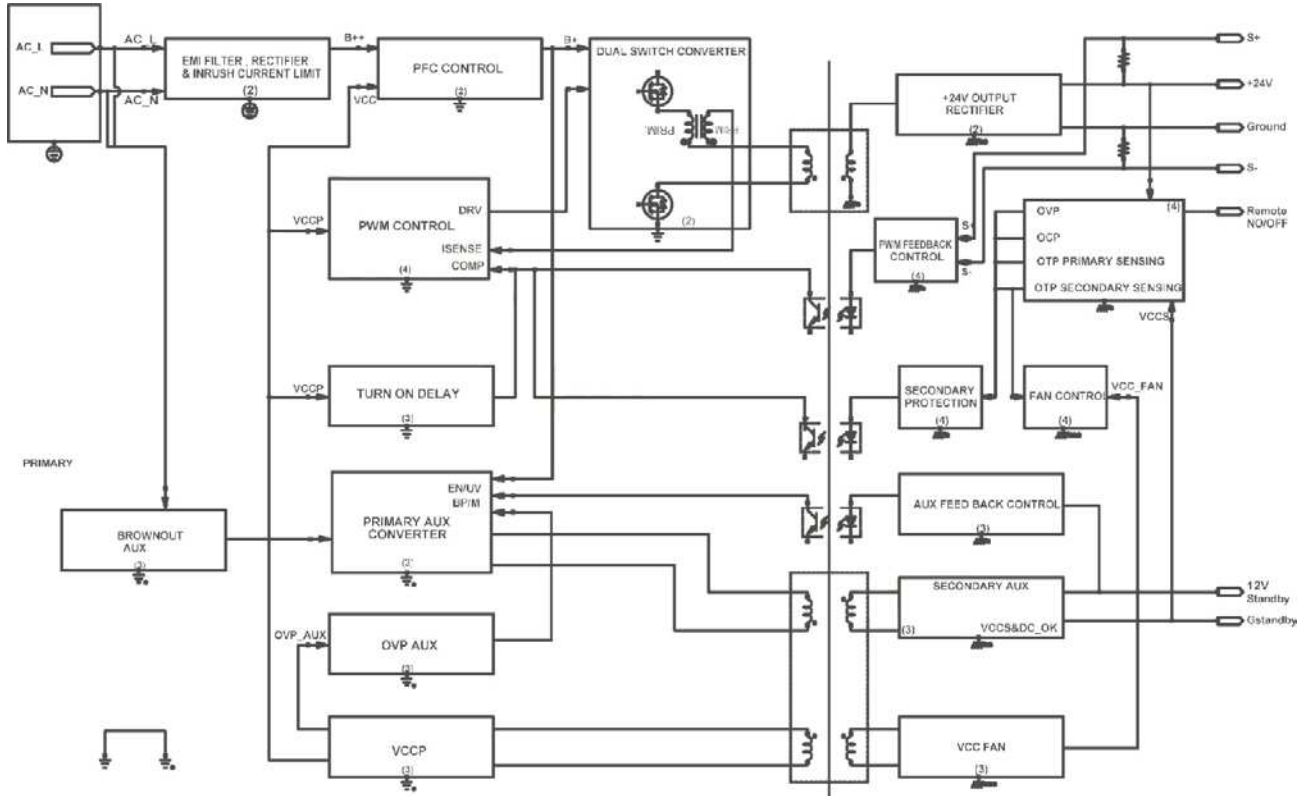 AC_L
AC_N
AC_L
AC_N
EMI FILTER , RECTIFIER
& INRUSH CURRENT LIMIT
(2)
B++
VCC
PFC CONTROL
(2)
B+
DUAL SWITCH CONVERTER
PRIM.
PRIM
(2)
+24V OUTPUT
RECTIFIER
(2)
S+
+24V
Ground
S-
Remote
NO/OFF
VCCP
PWM CONTROL
(4)
DRV
ISENSE
COMP
PWM FEEDBACK
CONTROL
(4)
S+
S-
(4)
OVP
OCP
OTP PRIMARY SENSING
OTP SECONDARY SENSING
VCCS
VCCP
TURN ON DELAY
(3)
SECONDARY
PROTECTION
(4)
FAN CONTROL
(4)
VCC_FAN
PRIMARY
BROWNOUT
AUX
(3)
EN/UV
BP/M
PRIMARY AUX
CONVERTER
(3)
AUX FEED BACK CONTROL
(3)
SECONDARY AUX
(3)
VCCS&DC_OK
12V
Standby
Gstandby
OVP_AUX
OVP AUX
(3)
VCCP
(3)
VCC FAN
(3)